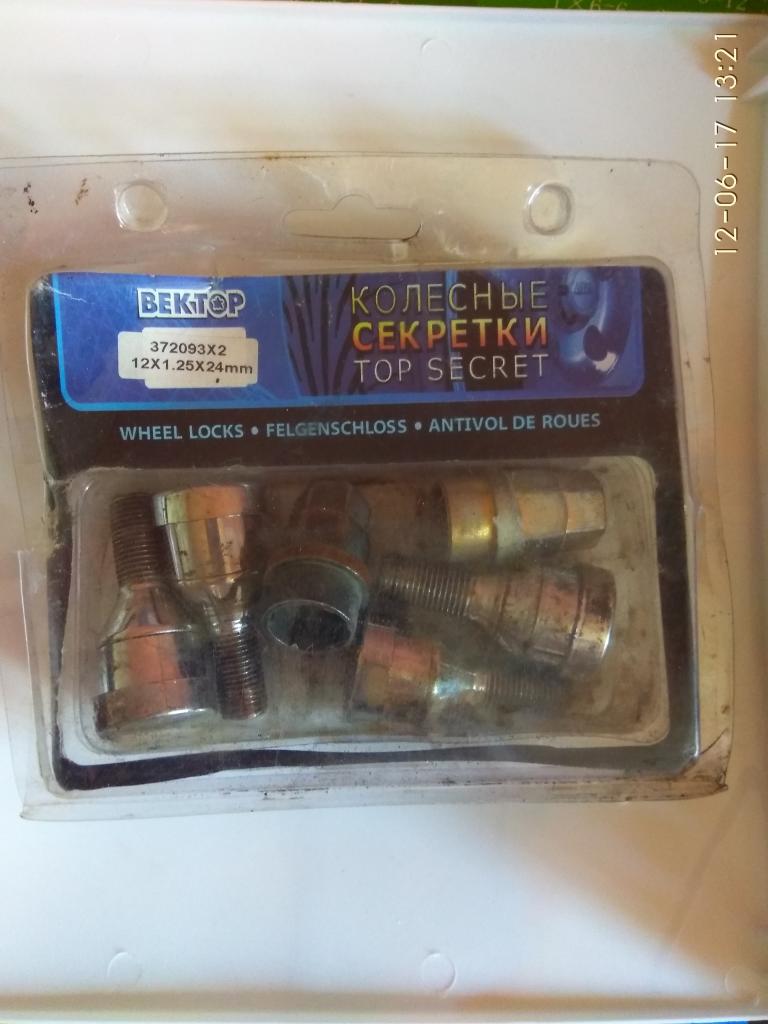 ВЕКТОР
372093X2
12X1.25X24mm
КОЛЕСНЫЕ
СЕКРЕТКИ
TOP SECRET
WHEEL LOCKS • FELGENSCHLOSS • ANTIVOL DE ROUES
12-06-17 13:21